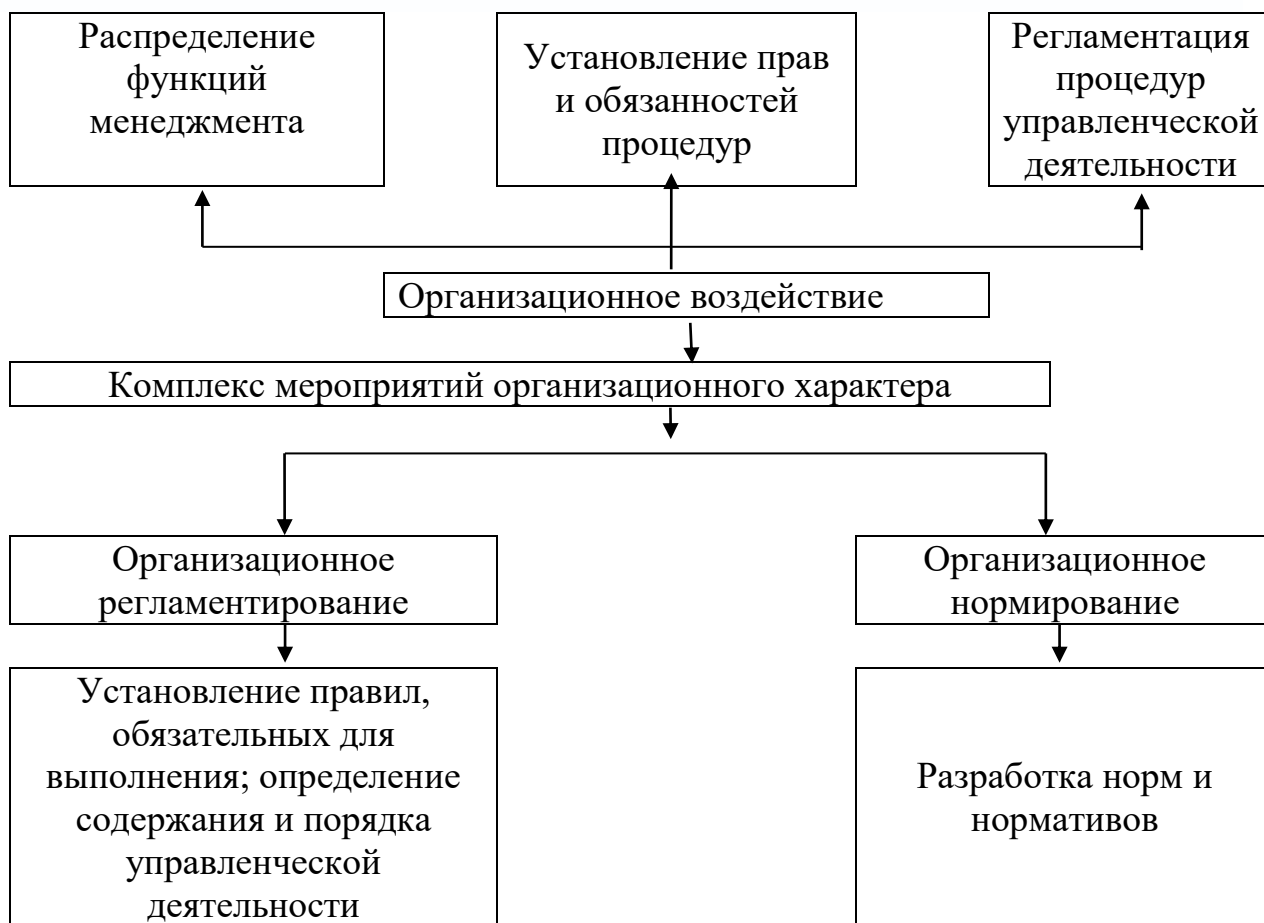 Распределение
функций
менеджмента
Установление прав
и обязанностей
процедур
Регламентация
процедур
управленческой
деятельности
Организационное воздействие
Комплекс мероприятий организационного характера
Организационное
регламентирование
Организационное
нормирование
Установление правил,
обязательных для
выполнения; определение
содержания и порядка
управленческой
деятельности
Разработка норм и
нормативов